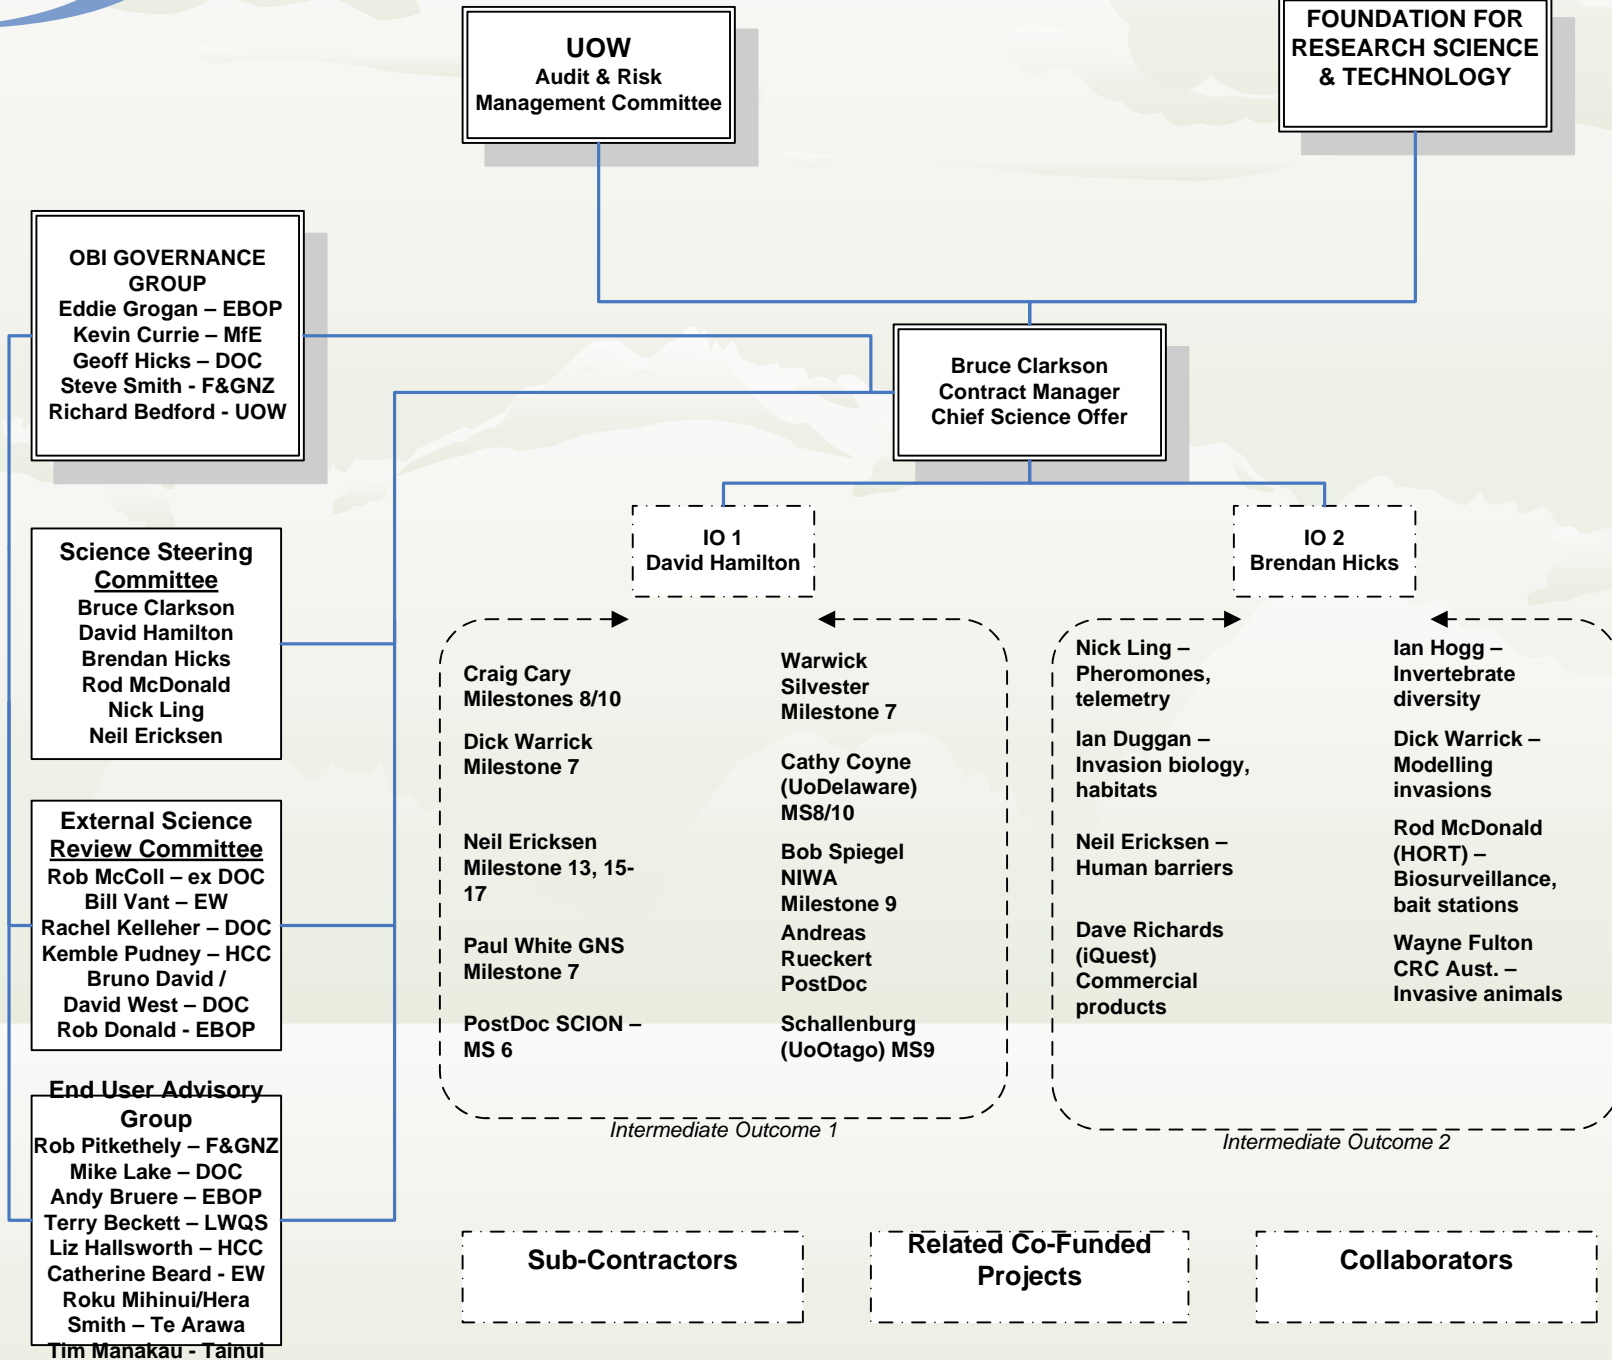 UOW
Audit & Risk
Management Committee
FOUNDATION FOR
RESEARCH SCIENCE
& TECHNOLOGY
OBI GOVERNANCE
GROUP
Eddie Grogan – EBOP
Kevin Currie – MfE
Geoff Hicks – DOC
Steve Smith - F&GNZ
Richard Bedford - UOW
Bruce Clarkson
Contract Manager
Chief Science Offer
Science Steering
Committee
Bruce Clarkson
David Hamilton
Brendan Hicks
Rod McDonald
Nick Ling
Neil Ericksen
External Science
Review Committee
Rob McColl – ex DOC
Bill Vant – EW
Rachel Kelleher – DOC
Kemble Pudney – HCC
Bruno David /
David West – DOC
Rob Donald - EBOP
End User Advisory
Group
Rob Pitkethely – F&GNZ
Mike Lake – DOC
Andy Bruere – EBOP
Terry Beckett – LWQS
Liz Hallsworth – HCC
Catherine Beard - EW
Roku Mihinui/Hera
Smith – Te Arawa
Tim Manakau - Tainui
IO 1
David Hamilton
Craig Cary
Milestones 8/10
Dick Warrick
Milestone 7
Neil Ericksen
Milestone 13, 15-
17
Paul White GNS
Milestone 7
PostDoc SCION –
MS 6
Warwick
Silvester
Milestone 7
Cathy Coyne
(UoDelaware)
MS8/10
Bob Spiegel
NIWA
Milestone 9
Andreas
Rueckert
PostDoc
Schallenburg
(UoOtago) MS9
Intermediate Outcome 1
IO 2
Brendan Hicks
Nick Ling –
Pheromones,
telemetry
Ian Duggan –
Invasion biology,
habitats
Neil Ericksen –
Human barriers
Dave Richards
(iQuest)
Commercial
products
Ian Hogg –
Invertebrate
diversity
Dick Warrick –
Modelling
invasions
Rod McDonald
(HORT) –
Biosurveillance,
bait stations
Wayne Fulton
CRC Aust. –
Invasive animals
Intermediate Outcome 2
Sub-Contractors
Related Co-Funded
Projects
Collaborators